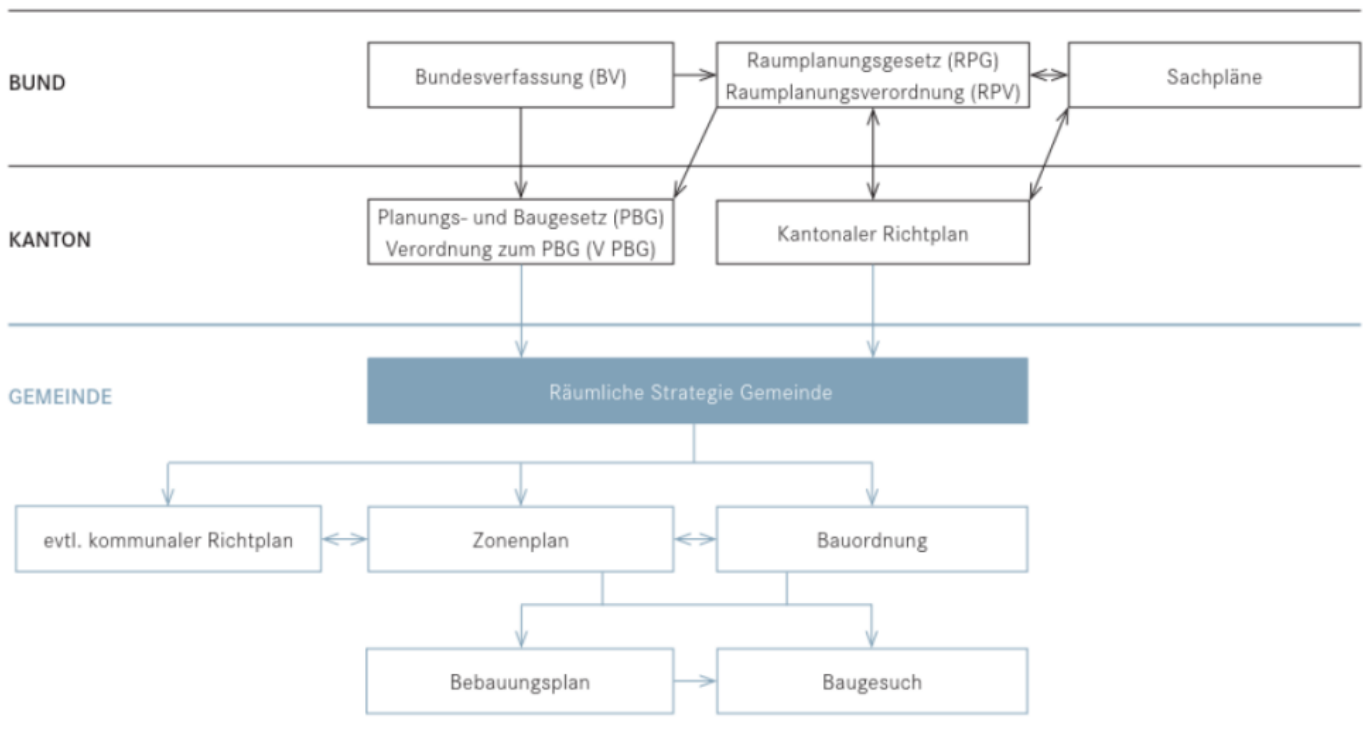 BUND
Bundesverfassung (BV)
Raumplanungsgesetz (RPG)
Raumplanungsverordnung (RPV)
Sachpläne
KANTON
Planungs- und Baugesetz (PBG)
Verordnung zum PBG (V PBG)
Kantonaler Richtplan
GEMEINDE
Räumliche Strategie Gemeinde
evtl. kommunaler Richtplan
Zonenplan
Bauordnung
Bebauungsplan
Baugesuch